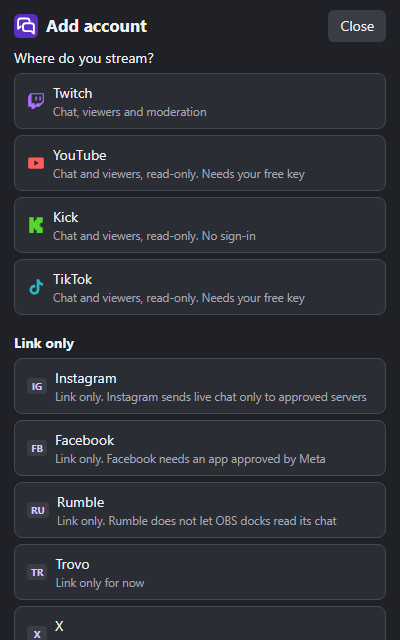 Add account
Close
Where do you stream?
Twitch
Chat, viewers and moderation
YouTube
Chat and viewers, read-only. Needs your free key
Kick
Chat and viewers, read-only. No sign-in
TikTok
Chat and viewers, read-only. Needs your free key
Link only
IG
Instagram
Link only. Instagram sends live chat only to approved servers
FB
Facebook
Link only. Facebook needs an app approved by Meta
RU
Rumble
Link only. Rumble does not let OBS docks read its chat
TR
Trovo
Link only for now
X
X